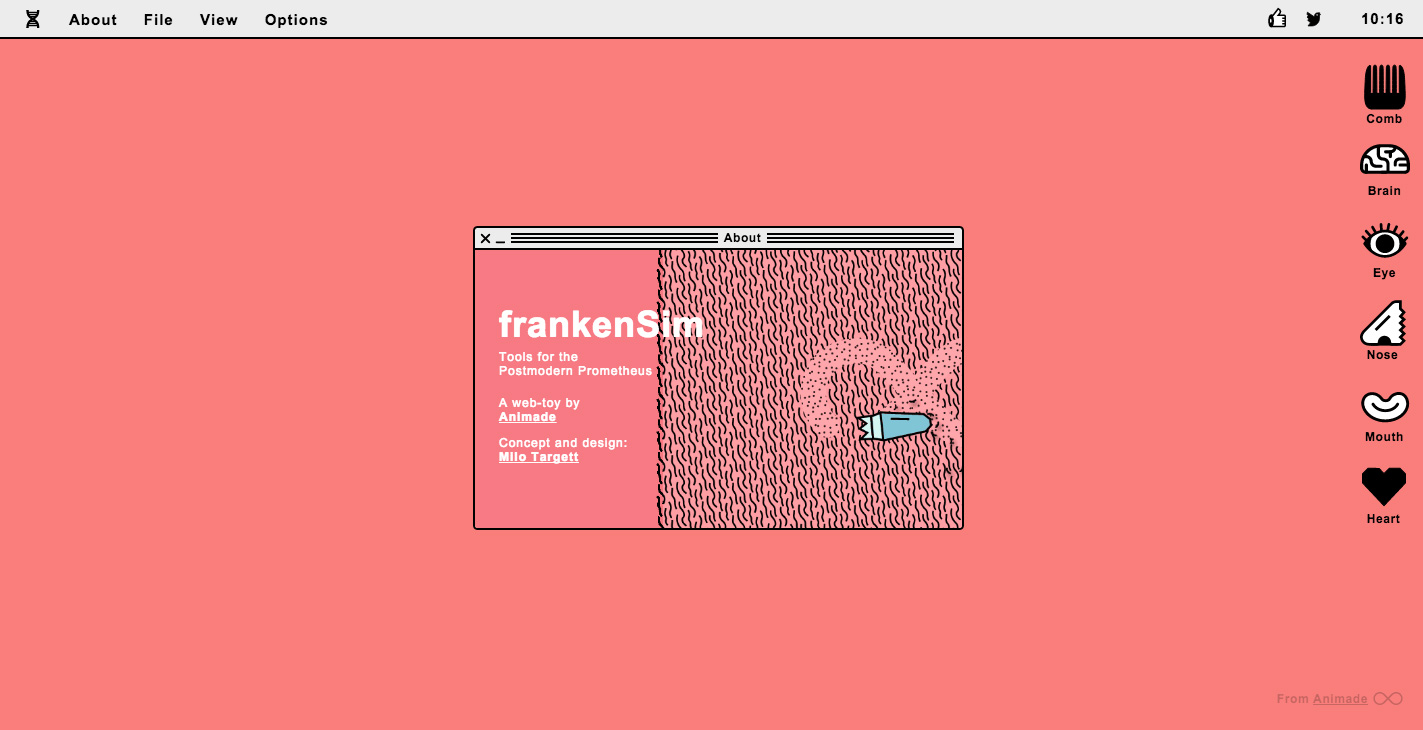 About File View Options 10:16
Comb
Brain
Eye
Nose
Mouth
Heart
About
frankenSim
Tools for the
Postmodern Prometheus
A web-toy by
Animade
Concept and design:
Milo Targett
From Animade